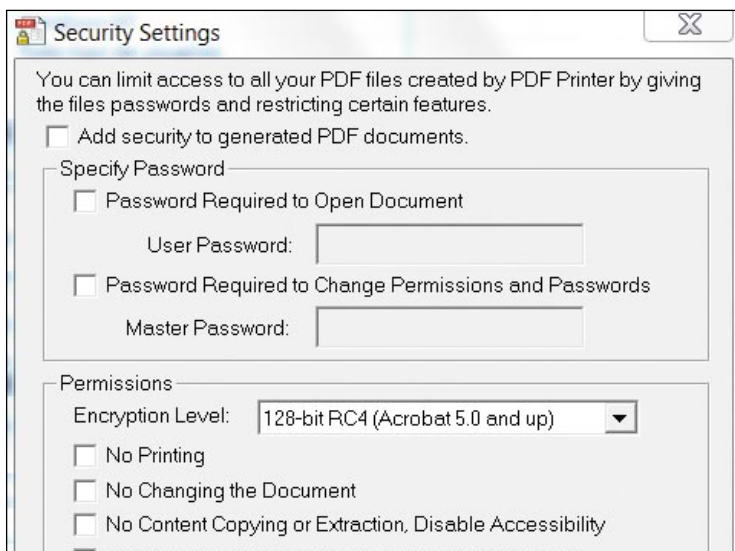 Security Settings
You can limit access to all your PDF files created by PDF Printer by giving
the files passwords and restricting certain features.
Add security to generated PDF documents.
Specify Password
Password Required to Open Document
User Password:
Password Required to Change Permissions and Passwords
Master Password:
Permissions
Encryption Level: 128-bit RC4 (Acrobat 5.0 and up)
No Printing
No Changing the Document
No Content Copying or Extraction, Disable Accessibility